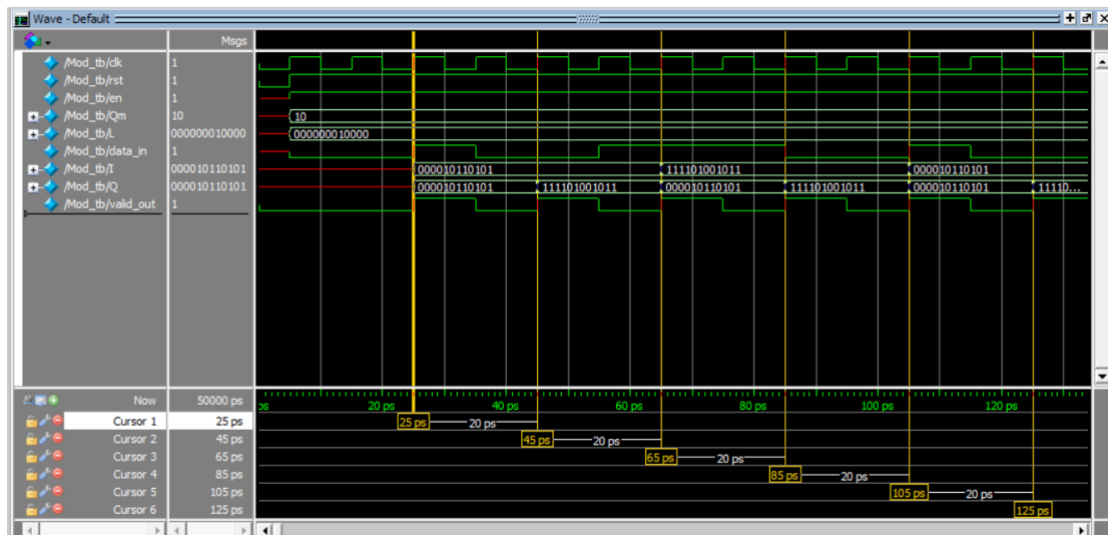 Wave - Default
Msgs
/Mod_tb/clk 1
/Mod_tb/rst 1
/Mod_tb/en 1
/Mod_tb/Qm 10 10
/Mod_tb/L 000000010000 000000010000
/Mod_tb/data_in 1
/Mod_tb/I 000010110101 000010110101 111101001011 000010110101
/Mod_tb/Q 000010110101 000010110101 111101001011 000010110101 111101001011 000010110101 11110...
/Mod_tb/valid_out 1
Now 50000 ps ps 20 ps 40 ps 60 ps 80 ps 100 ps 120 ps
Cursor 1 25 ps 25 ps 20 ps
Cursor 2 45 ps 45 ps 20 ps
Cursor 3 65 ps 65 ps 20 ps
Cursor 4 85 ps 85 ps 20 ps
Cursor 5 105 ps 105 ps 20 ps
Cursor 6 125 ps 125 ps